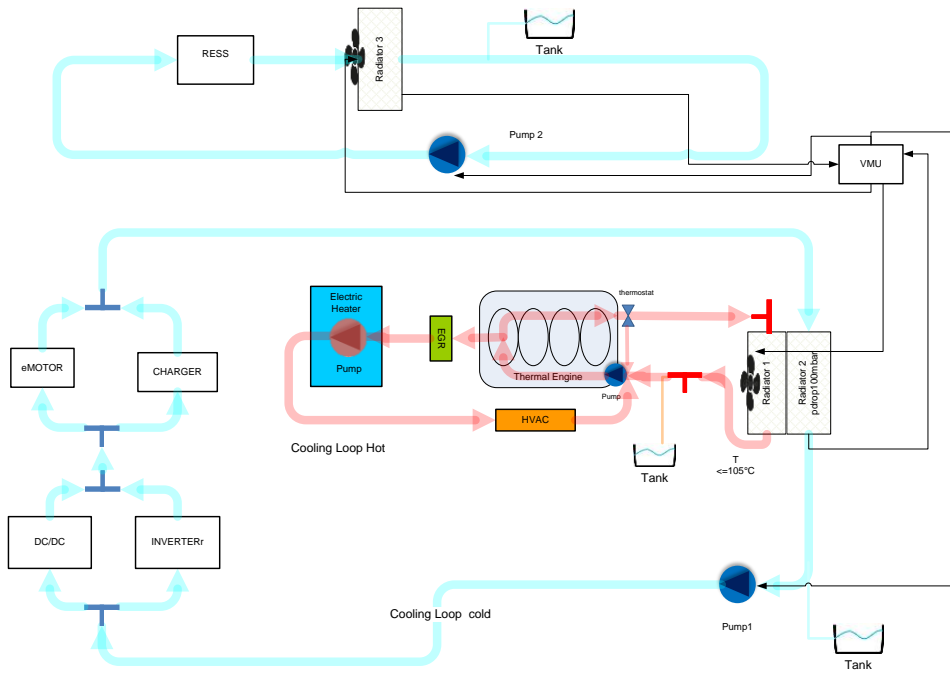 Tank
RESS
Radiator 3
Pump 2
VMU
thermostat
Electric
Heater
Pump
EGR
Thermal Engine
Pump
Radiator 1
Radiator 2
pdrop100mbar
eMOTOR
CHARGER
HVAC
Cooling Loop Hot
Tank
T
<=105°C
DC/DC
INVERTERr
Cooling Loop  cold
Pump1
Tank